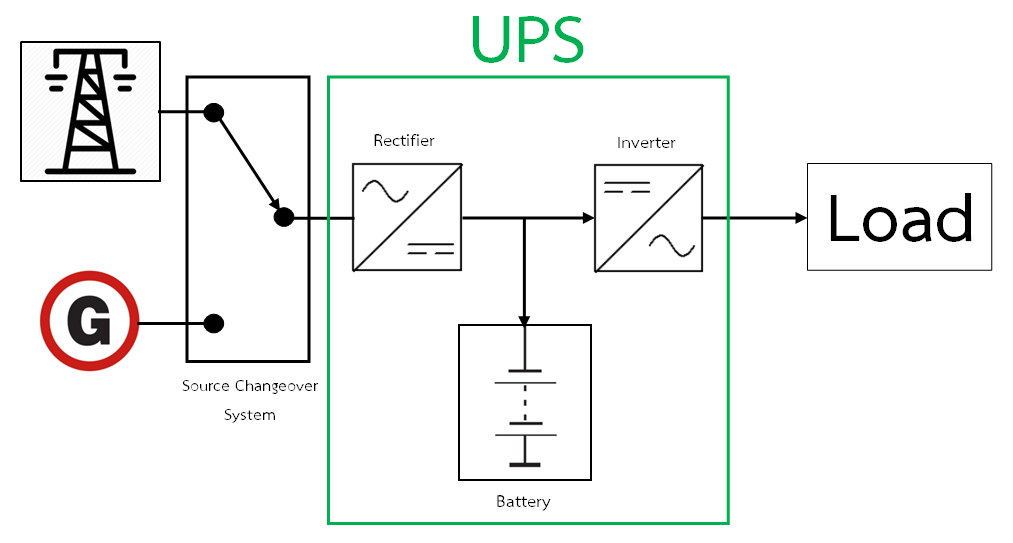 UPS
Rectifier
Inverter
Load
G
Source Changeover
System
Battery